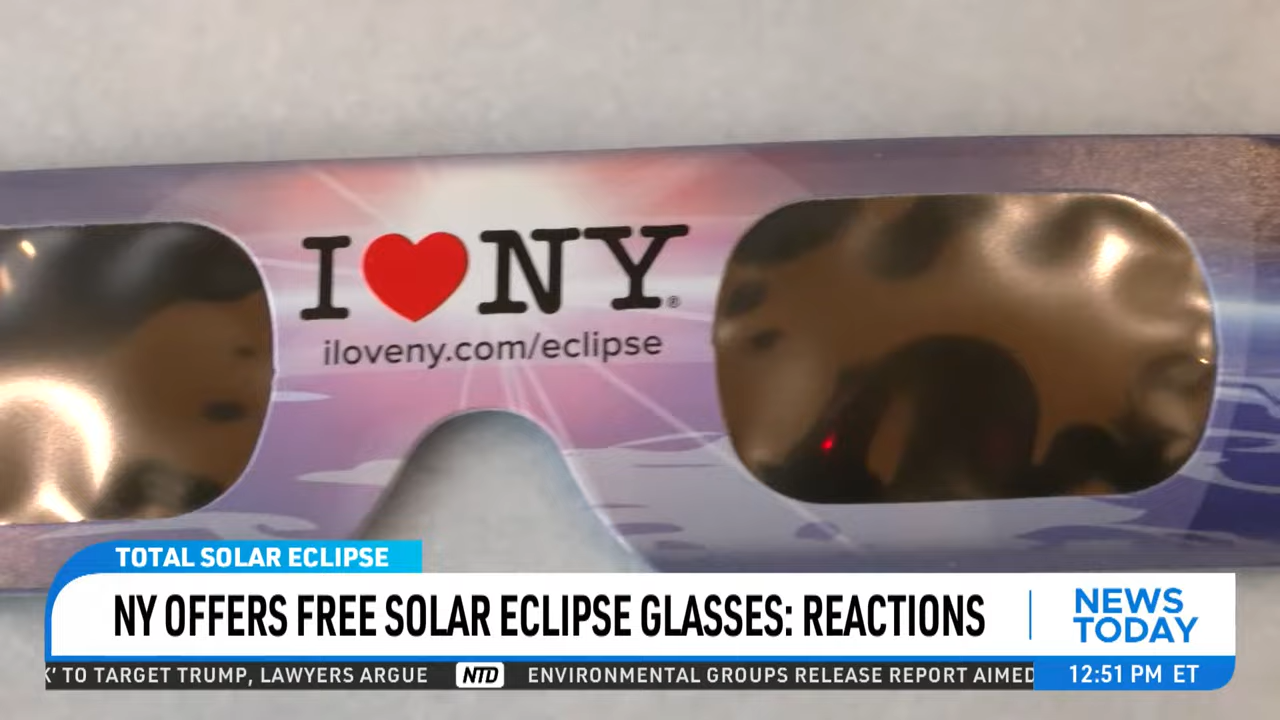 I ❤ NY®
iloveny.com/eclipse
TOTAL SOLAR ECLIPSE
NY OFFERS FREE SOLAR ECLIPSE GLASSES: REACTIONS
NEWS
TODAY
' TO TARGET TRUMP, LAWYERS ARGUE NTD ENVIRONMENTAL GROUPS RELEASE REPORT AIMED
12:51 PM ET